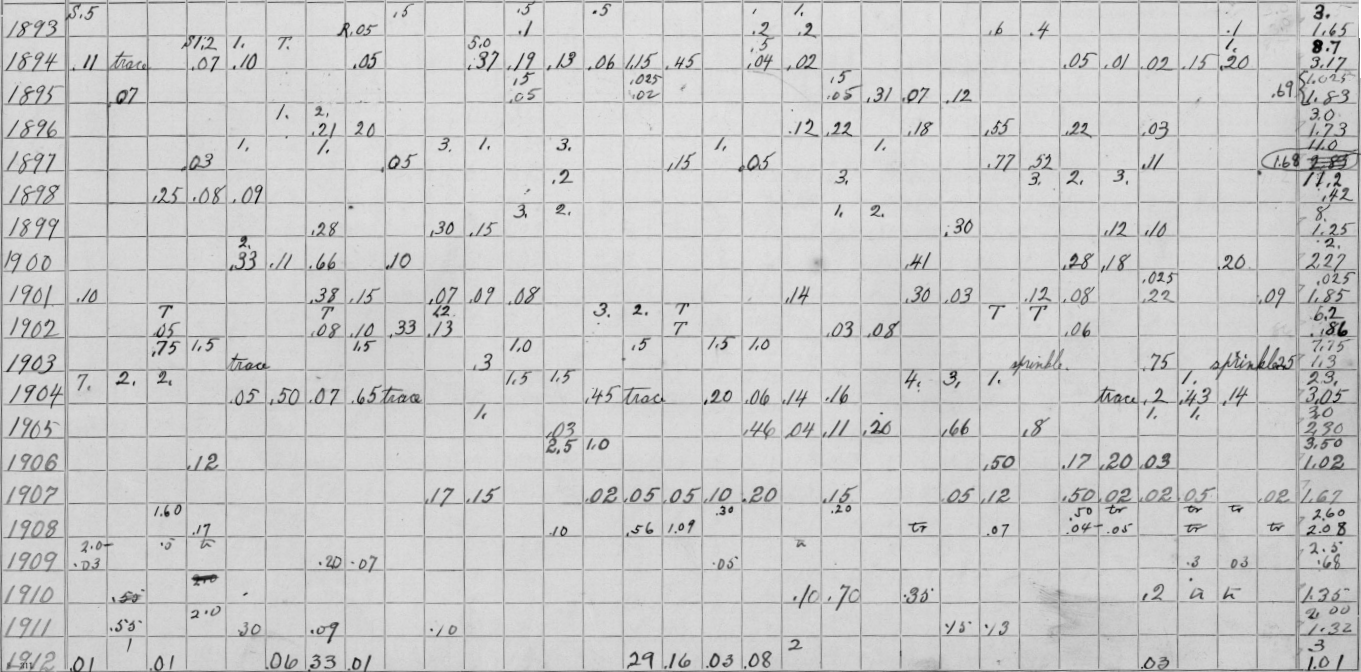 S.5 .5 .5 .5 . 1. 3.
1893 R.05 .1 .2 .2 .6 .4 .1 1.65
S1.2 1. T. 5.0 .5 1. 8.7
1894 .11 trace .07 .10 .05 .37 .19 .13 .06 1.15 .45 .04 .02 .05 .01 .02 .15 .20 3.17
.5 .025 .5 1.025
1895 .07 .05 .02 .05 .31 .07 .12 .69 1.83
1. 2. 3.0
1896 .21 20 .12 .22 .18 .55 .22 .03 1.73
1. 1. 3. 1. 3. 1. 1. 11.0
1897 .03 .05 .15 .05 .77 .52 .11 1.68 2.85
.2 3. 3. 2. 3. 11.2
1898 .25 .08 .09 .42
3. 2. 1. 2. 8.
1899 .28 .30 .15 .30 .12 .10 1.25
2. 2.
1900 .33 .11 .66 .10 .41 .28 .18 .20 2.27
.025 .025
1901 .10 .38 .15 .07 .09 .08 .14 .30 .03 .12 .08 .22 .09 1.85
T T 3. 2. T T T 6.2
1902 .05 .08 .10 .33 .13 T .03 .08 .06 .86
.75 1.5 1.5 1.0 .5 1.5 1.0 7.75
1903 trace .3 sprinkle. .75 sprinkle .25 1.3
7. 2. 2. 1.5 1.5 4. 3. 1. 1. 23.
1904 .05 .50 .07 .65 trace .45 trace .20 .06 .14 .16 trace .2 .43 .14 3.05
1. 1. 1. 3.0
1905 .03 .46 .04 .11 .20 .66 .8 2.30
2.5 1.0 3.50
1906 .12 .50 .17 .20 .03 1.02
1907 .17 .15 .02 .05 .05 .10 .20 .15 .05 .12 .50 .02 .02 .05 .02 1.67
1.60 .30 .20 .50 tr tr tr 2.60
1908 .17 .10 .56 1.09 tr .07 .04 .05 tr tr 2.08
2.0 .5 tr tr 2.5
1909 .03 .20 .07 .05 .3 03 .68
1910 .55 .10 .70 .35 .2 tr tr 1.35
2.0 2.00
1911 .55 30 .09 .10 .15 .13 1.32
1 2 3
1912 .01 .01 .06 .33 .01 29 .16 .03 .08 .03 1.01